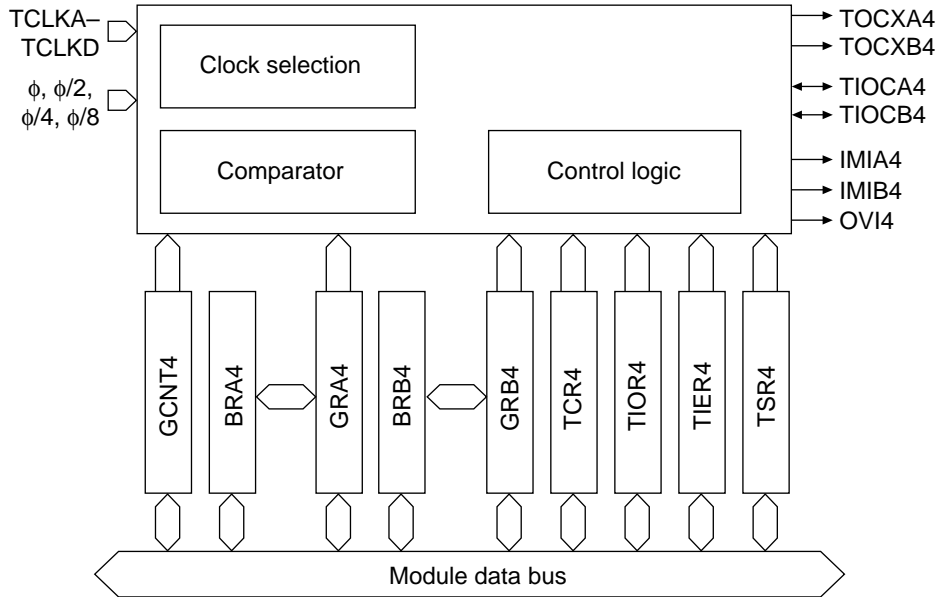 TCLKA–
TCLKD
ϕ, ϕ/2,
ϕ/4, ϕ/8
Clock selection
Comparator
Control logic
TOCXA4
TOCXB4
TIOCA4
TIOCB4
IMIA4
IMIB4
OVI4
GCNT4
BRA4
GRA4
BRB4
GRB4
TCR4
TIOR4
TIER4
TSR4
Module data bus